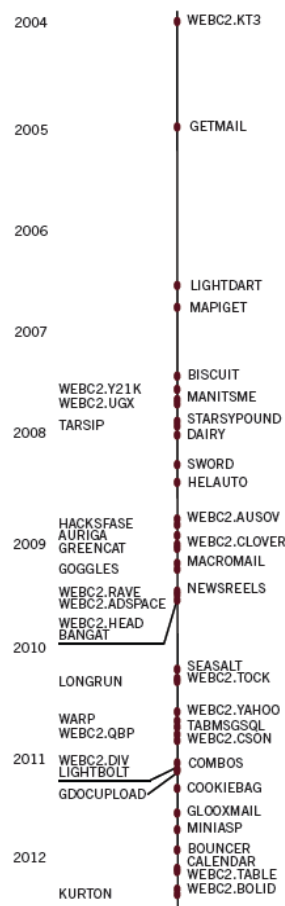 2004 WEBC2.KT3
2005 GETMAIL
2006
LIGHTDART
MAPIGET
2007
BISCUIT
WEBC2.Y21K
MANITSME
WEBC2.UGX
STARSYPOUND
TARSIP
2008 DAIRY
SWORD
HELAUTO
WEBC2.AUSOV
HACKSFASE
AURIGA
2009 WEBC2.CLOVER
GREENCAT
MACROMAIL
GOGGLES
NEWSREELS
WEBC2.RAVE
WEBC2.ADSPACE
WEBC2.HEAD
BANGAT
2010
SEASALT
WEBC2.TOCK
LONGRUN
WEBC2.YAHOO
WARP TABMSGSQL
WEBC2.QBP WEBC2.CSON
2011
WEBC2.DIV COMBOS
LIGHTBOLT
COOKIEBAG
GDOCUPLOAD
GLOOXMAIL
MINIASP
BOUNCER
2012 CALENDAR
WEBC2.TABLE
WEBC2.BOLID
KURTON